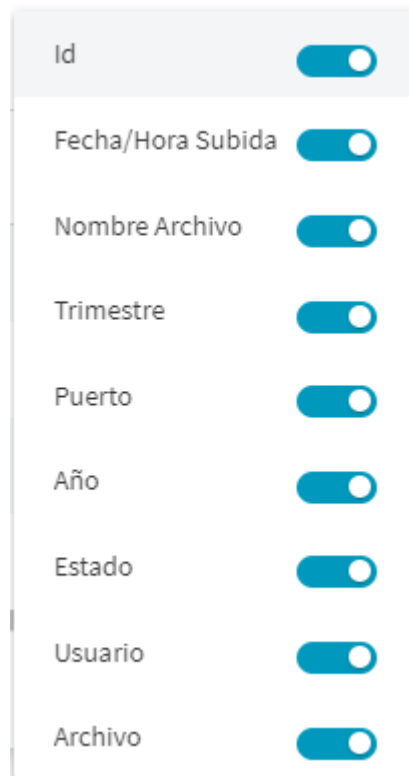 Id
Fecha/Hora Subida
Nombre Archivo
Trimestre
Puerto
Año
Estado
Usuario
Archivo